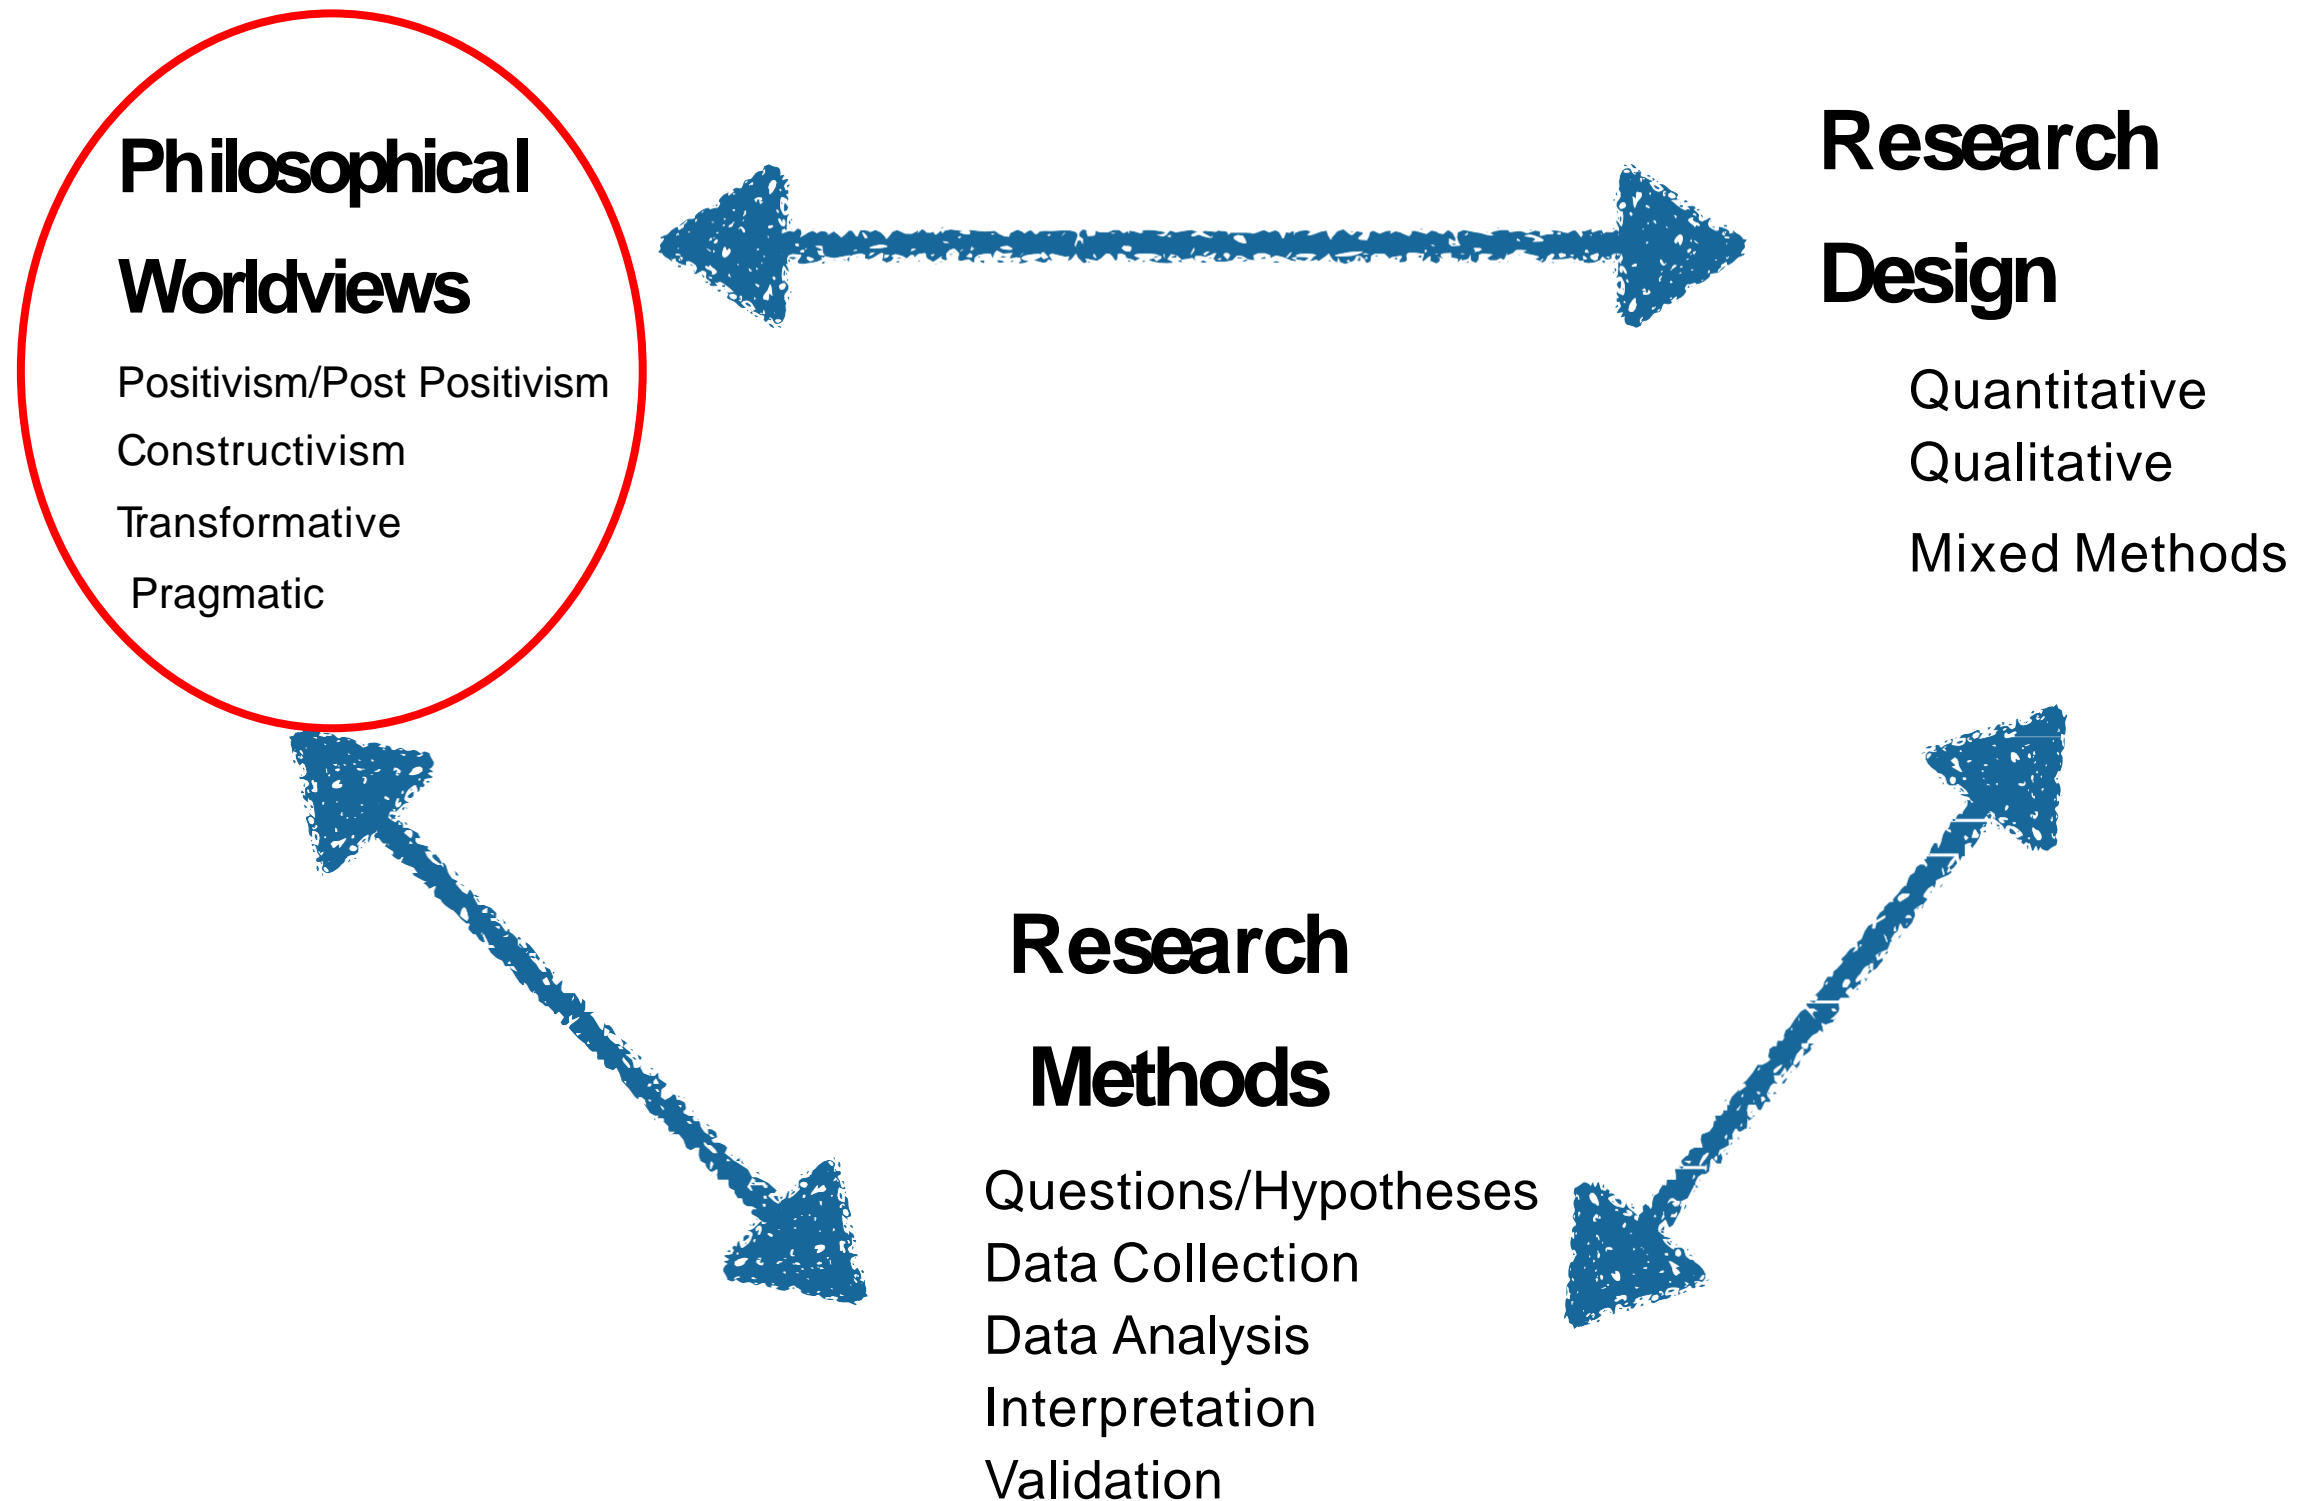 Philosophical
Worldviews
Positivism/Post Positivism
Constructivism
Transformative
Pragmatic
Research
Design
Quantitative
Qualitative
Mixed Methods
Research
Methods
Questions/Hypotheses
Data Collection
Data Analysis
Interpretation
Validation